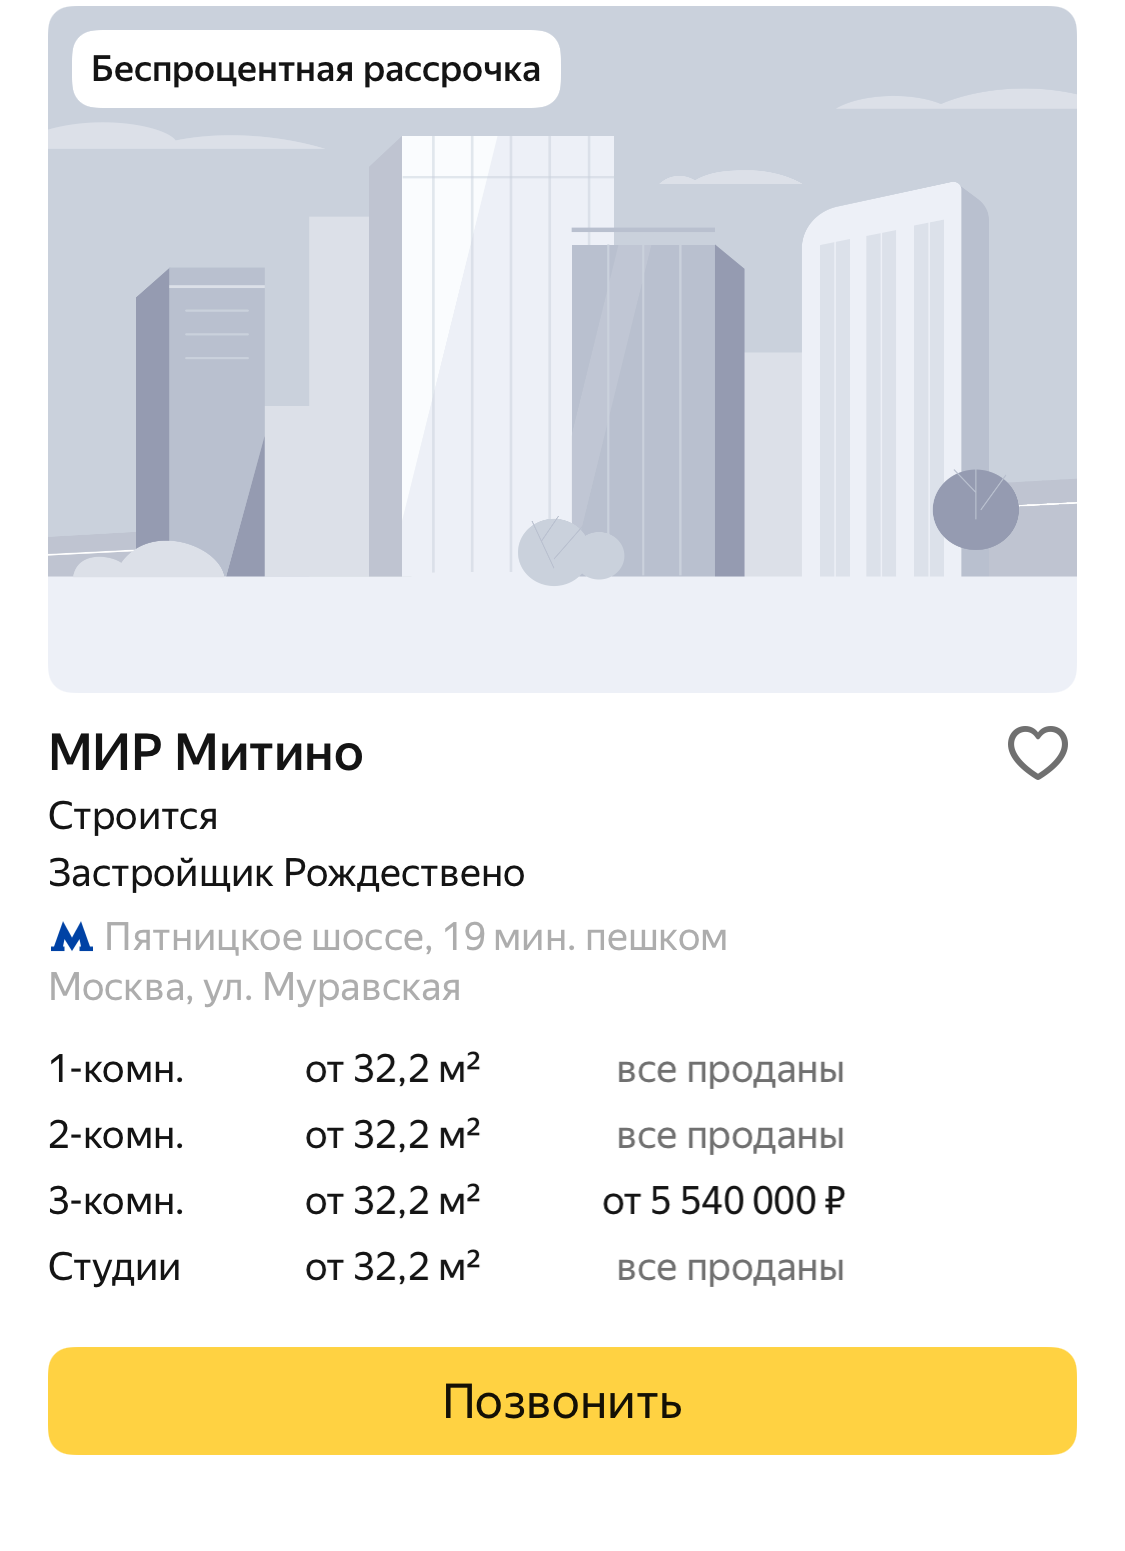 Беспроцентная рассрочка
МИР Митино
Строится
Застройщик Рождествено
Пятницкое шоссе, 19 мин. пешком
Москва, ул. Муравская
1-комн. от 32,2 м² все проданы
2-комн. от 32,2 м² все проданы
3-комн. от 32,2 м² от 5 540 000 ₽
Студии от 32,2 м² все проданы
Позвонить